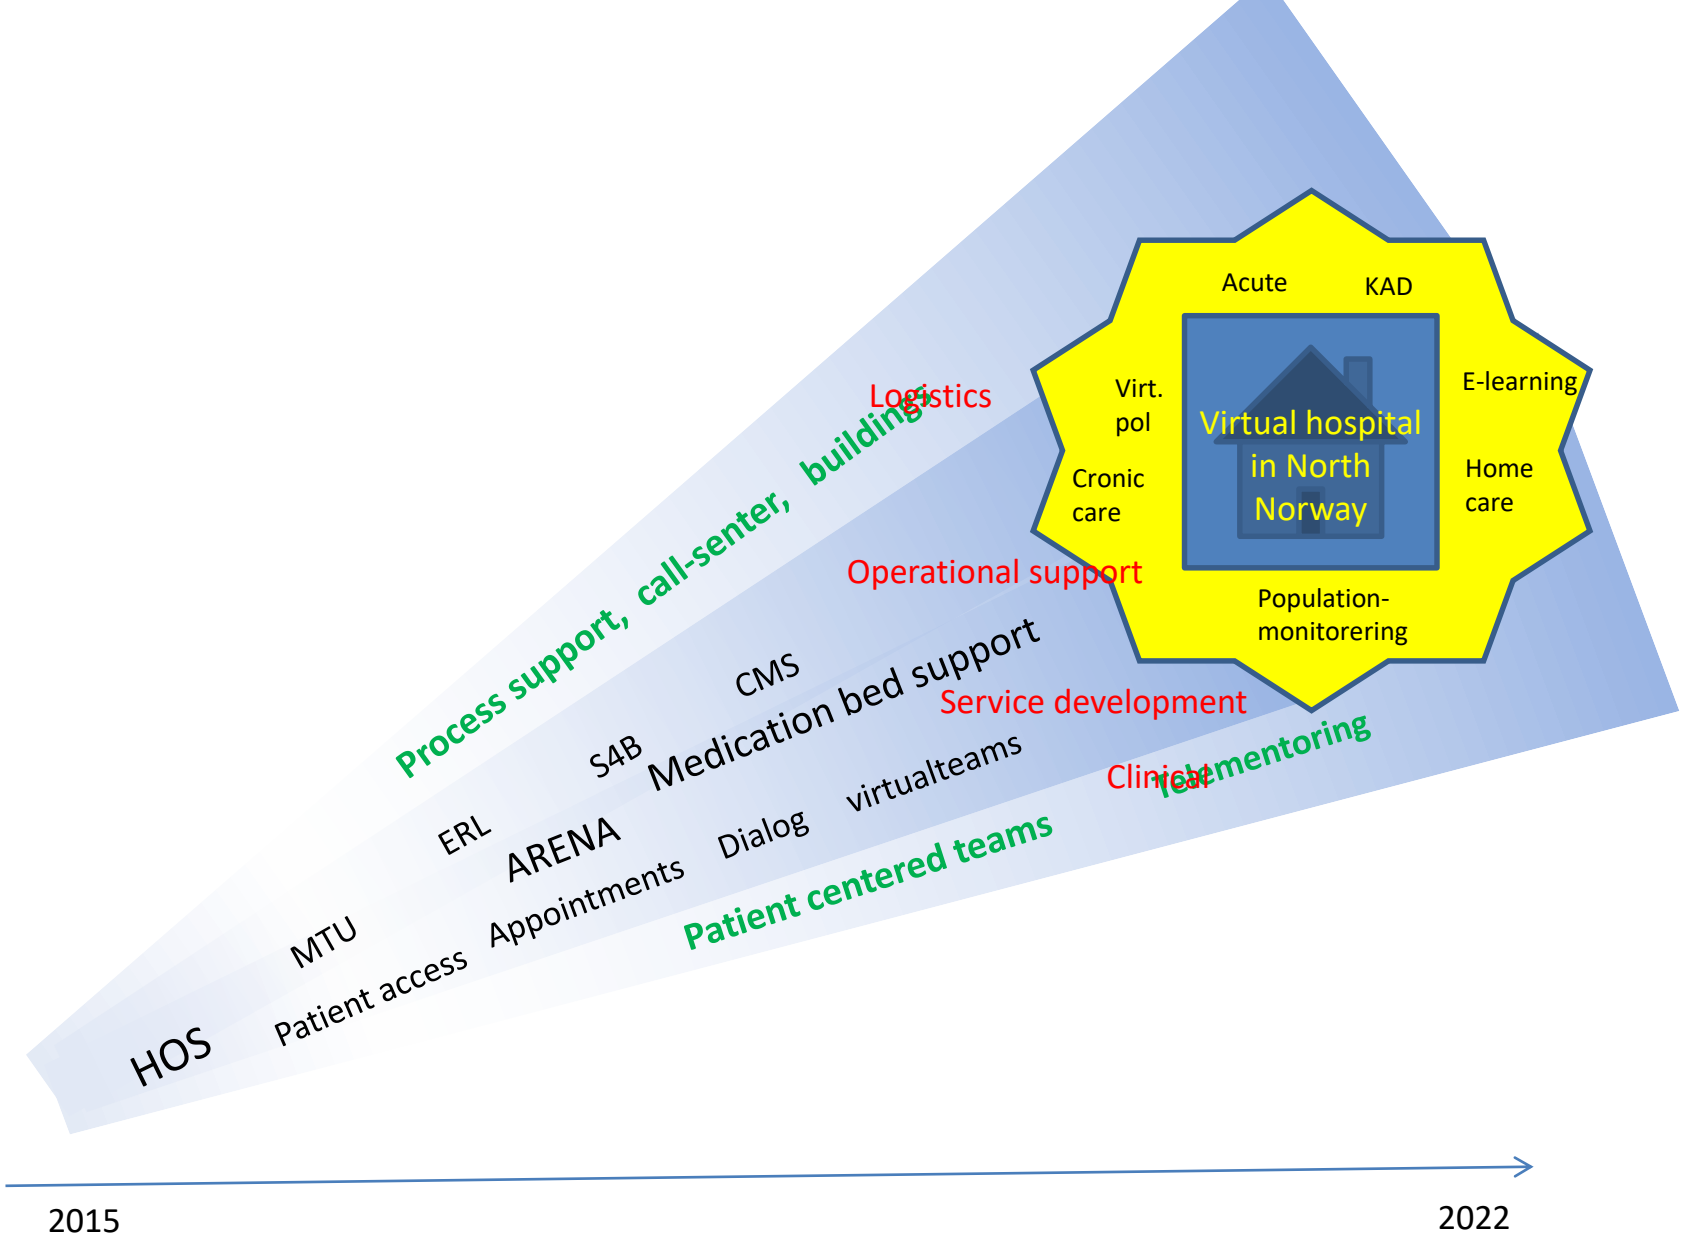 Acute
KAD
Virt.
pol
E-learning
Logistics
Virtual hospital
in North
Norway
Cronic
care
Home
care
Process support, call-senter, buildings
Operational support
Population-
monitorering
CMS
Medication bed support
Service development
S4B
Telementoring
Clinical
virtualteams
ERL
ARENA
Dialog
Appointments
Patient centered teams
MTU
Patient access
HOS
2015
2022